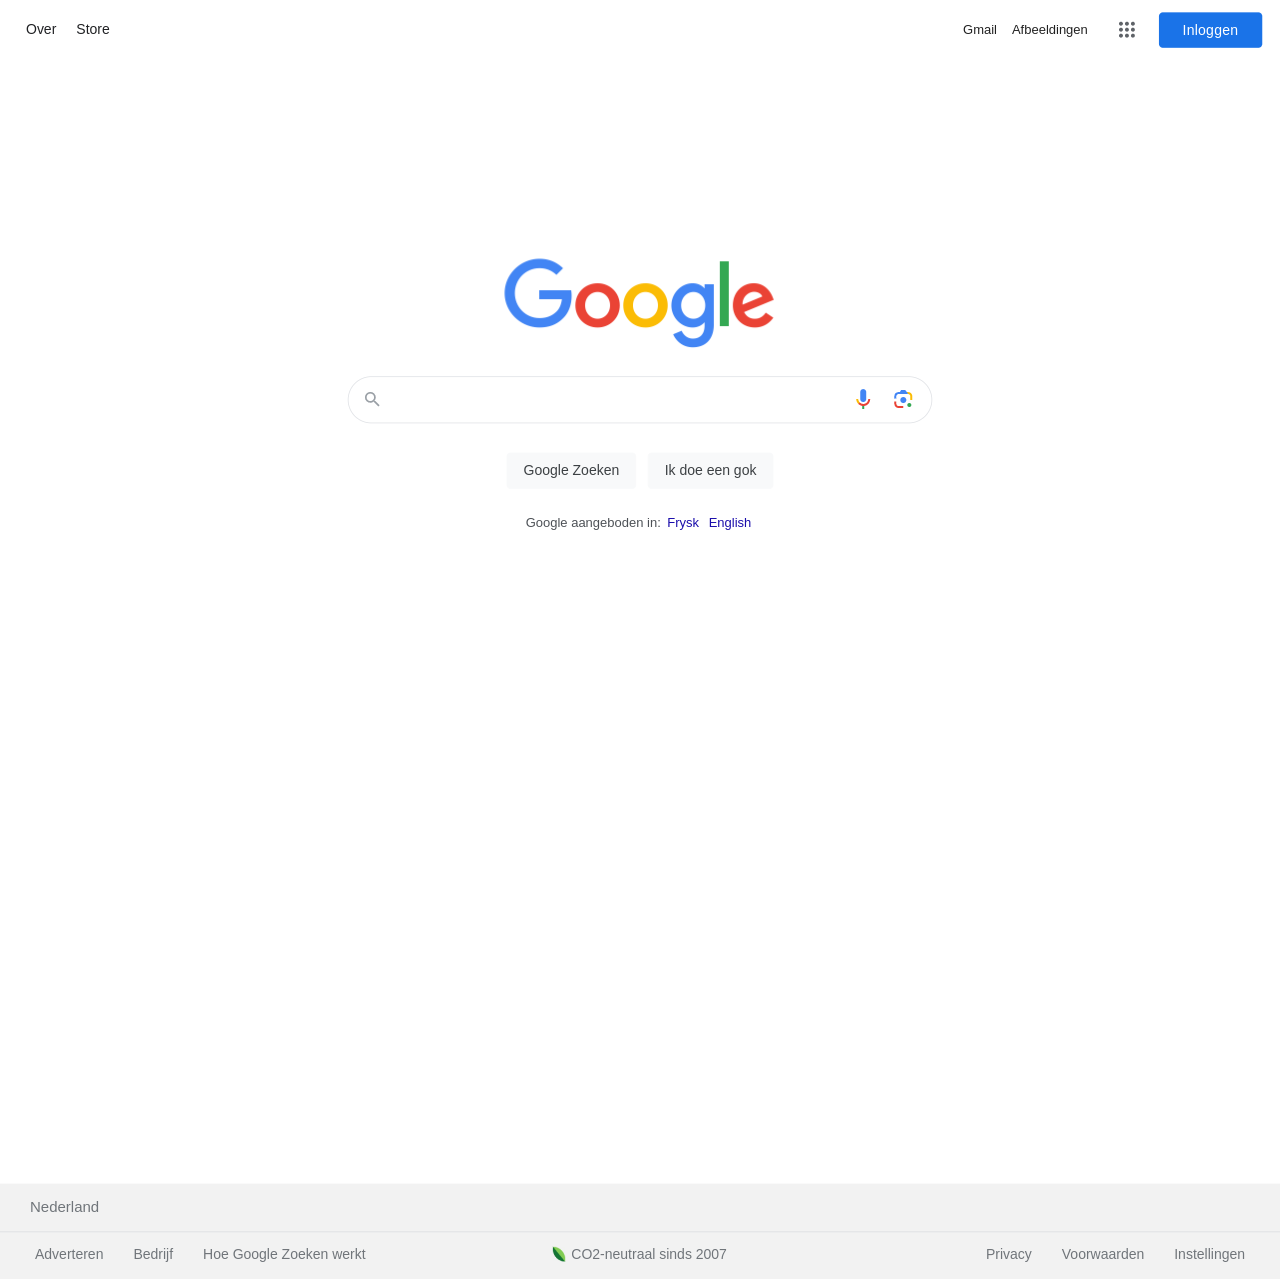 Over Store Gmail Afbeeldingen Inloggen
Google
Google Zoeken Ik doe een gok
Google aangeboden in: Frysk English
Nederland
Adverteren Bedrijf Hoe Google Zoeken werkt CO2-neutraal sinds 2007 Privacy Voorwaarden Instellingen